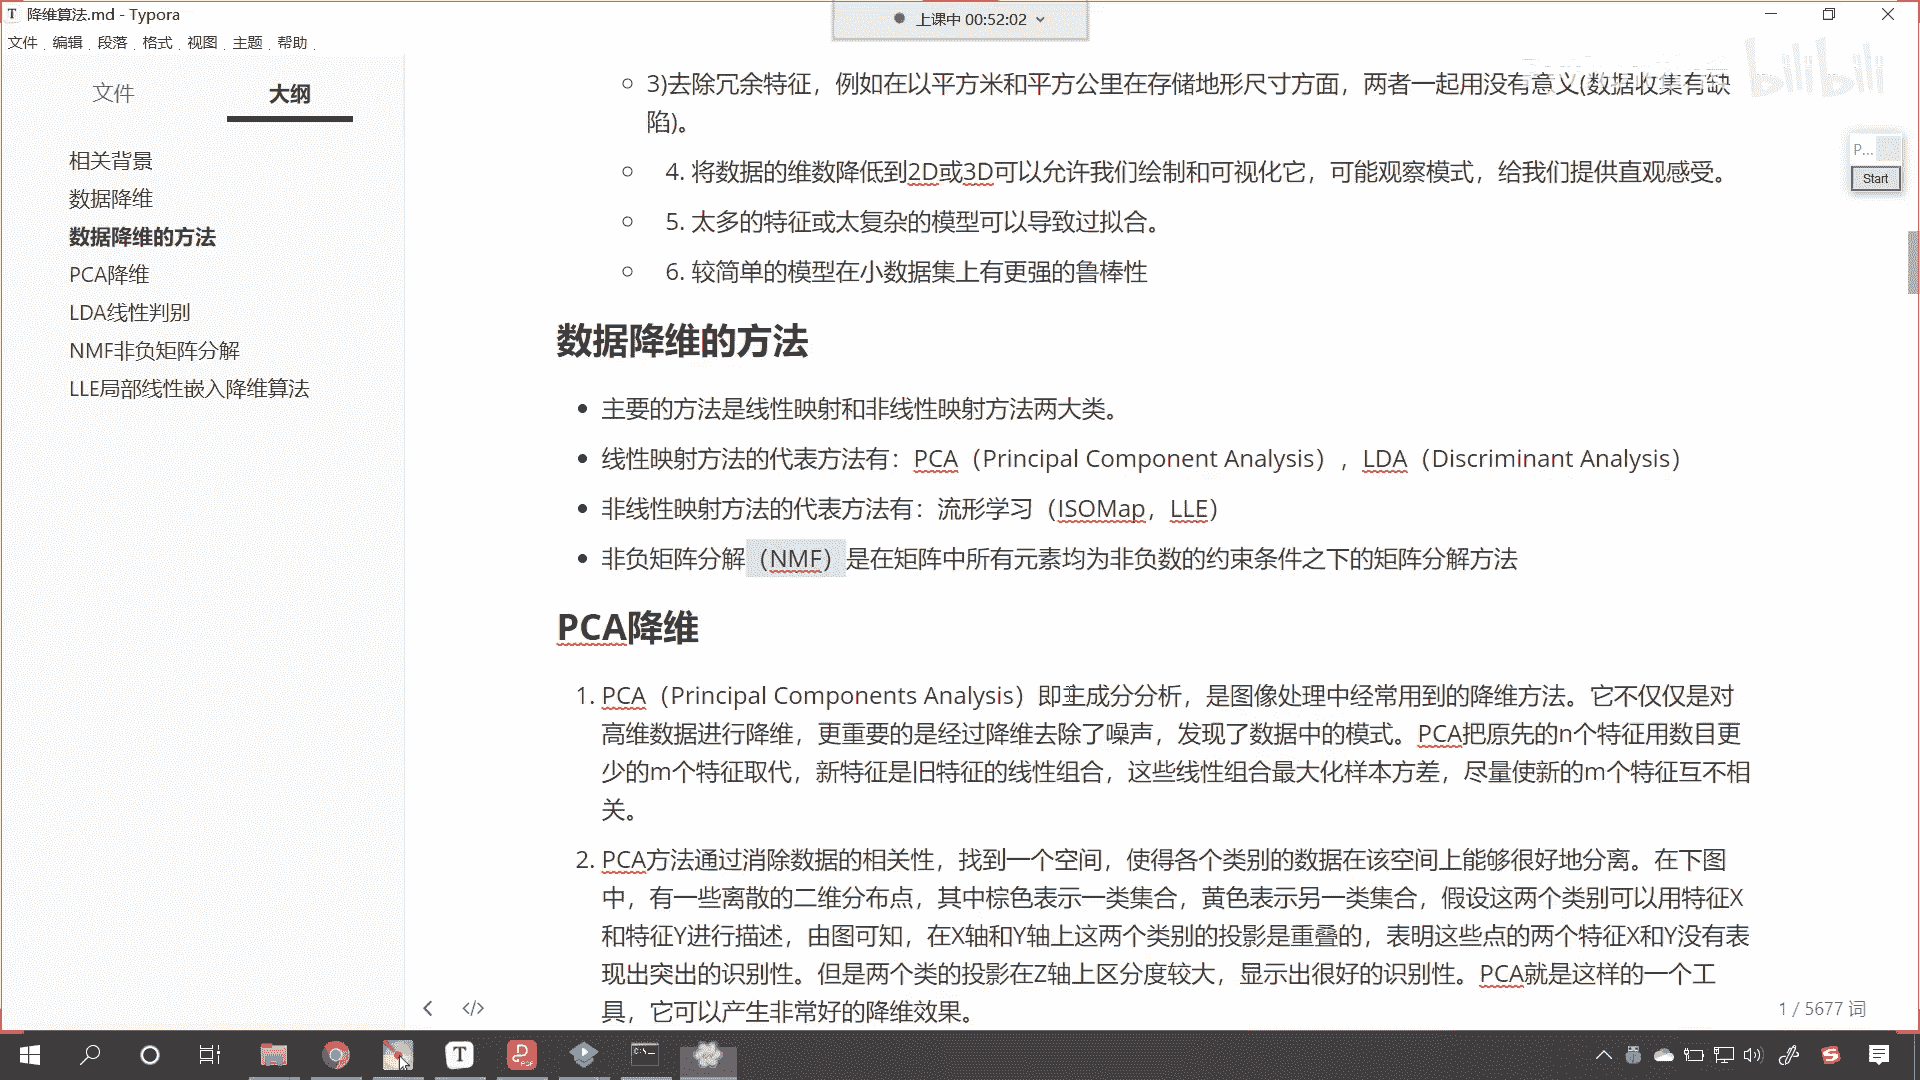 降维算法.md - Typora
上课中 00:52:02
文件 编辑 段落 格式 视图 主题 帮助
文件
大纲
相关背景
数据降维
数据降维的方法
PCA降维
LDA线性判别
NMF非负矩阵分解
LLE局部线性嵌入降维算法
bilibili
P...
Start
3)去除冗余特征，例如在以平方米和平方公里在存储地形尺寸方面，两者一起用没有意义(数据收集有缺
陷)。
4. 将数据的维数降低到2D或3D可以允许我们绘制和可视化它，可能观察模式，给我们提供直观感受。
5. 太多的特征或太复杂的模型可以导致过拟合。
6. 较简单的模型在小数据集上有更强的鲁棒性
数据降维的方法
主要的方法是线性映射和非线性映射方法两大类。
线性映射方法的代表方法有：PCA（Principal Component Analysis），LDA（Discriminant Analysis）
非线性映射方法的代表方法有：流形学习（ISOMap，LLE）
非负矩阵分解（NMF）是在矩阵中所有元素均为非负数的约束条件之下的矩阵分解方法
PCA降维
1. PCA（Principal Components Analysis）即主成分分析，是图像处理中经常用到的降维方法。它不仅仅是对
高维数据进行降维，更重要的是经过降维去除了噪声，发现了数据中的模式。PCA把原先的n个特征用数目更
少的m个特征取代，新特征是旧特征的线性组合，这些线性组合最大化样本方差，尽量使新的m个特征互不相
关。
2. PCA方法通过消除数据的相关性，找到一个空间，使得各个类别的数据在该空间上能够很好地分离。在下图
中，有一些离散的二维分布点，其中棕色表示一类集合，黄色表示另一类集合，假设这两个类别可以用特征X
和特征Y进行描述，由图可知，在X轴和Y轴上这两个类别的投影是重叠的，表明这些点的两个特征X和Y没有表
现出突出的识别性。但是两个类的投影在Z轴上区分度较大，显示出很好的识别性。PCA就是这样的一个工
具，它可以产生非常好的降维效果。
1 / 5677 词